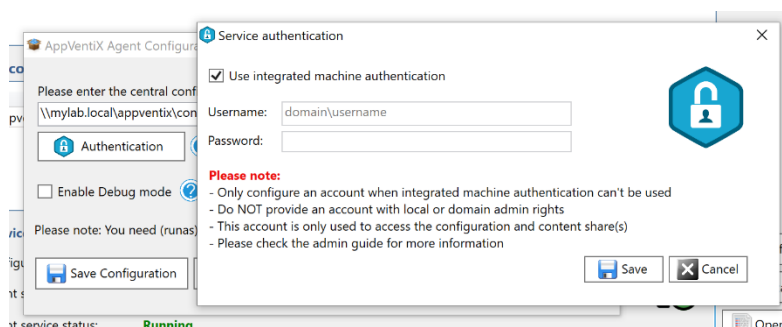 AppVentiX Agent Configura
Service authentication
Use integrated machine authentication
Please enter the central conf
\\mylab.local\appventix\con
Username:
domain\username
Password:
Authentication
Please note:
- Only configure an account when integrated machine authentication can't be used
- Do NOT provide an account with local or domain admin rights
- This account is only used to access the configuration and content share(s)
- Please check the admin guide for more information
Enable Debug mode
Please note: You need (runas)
Save Configuration
Save
Cancel
service status:
Running
Open